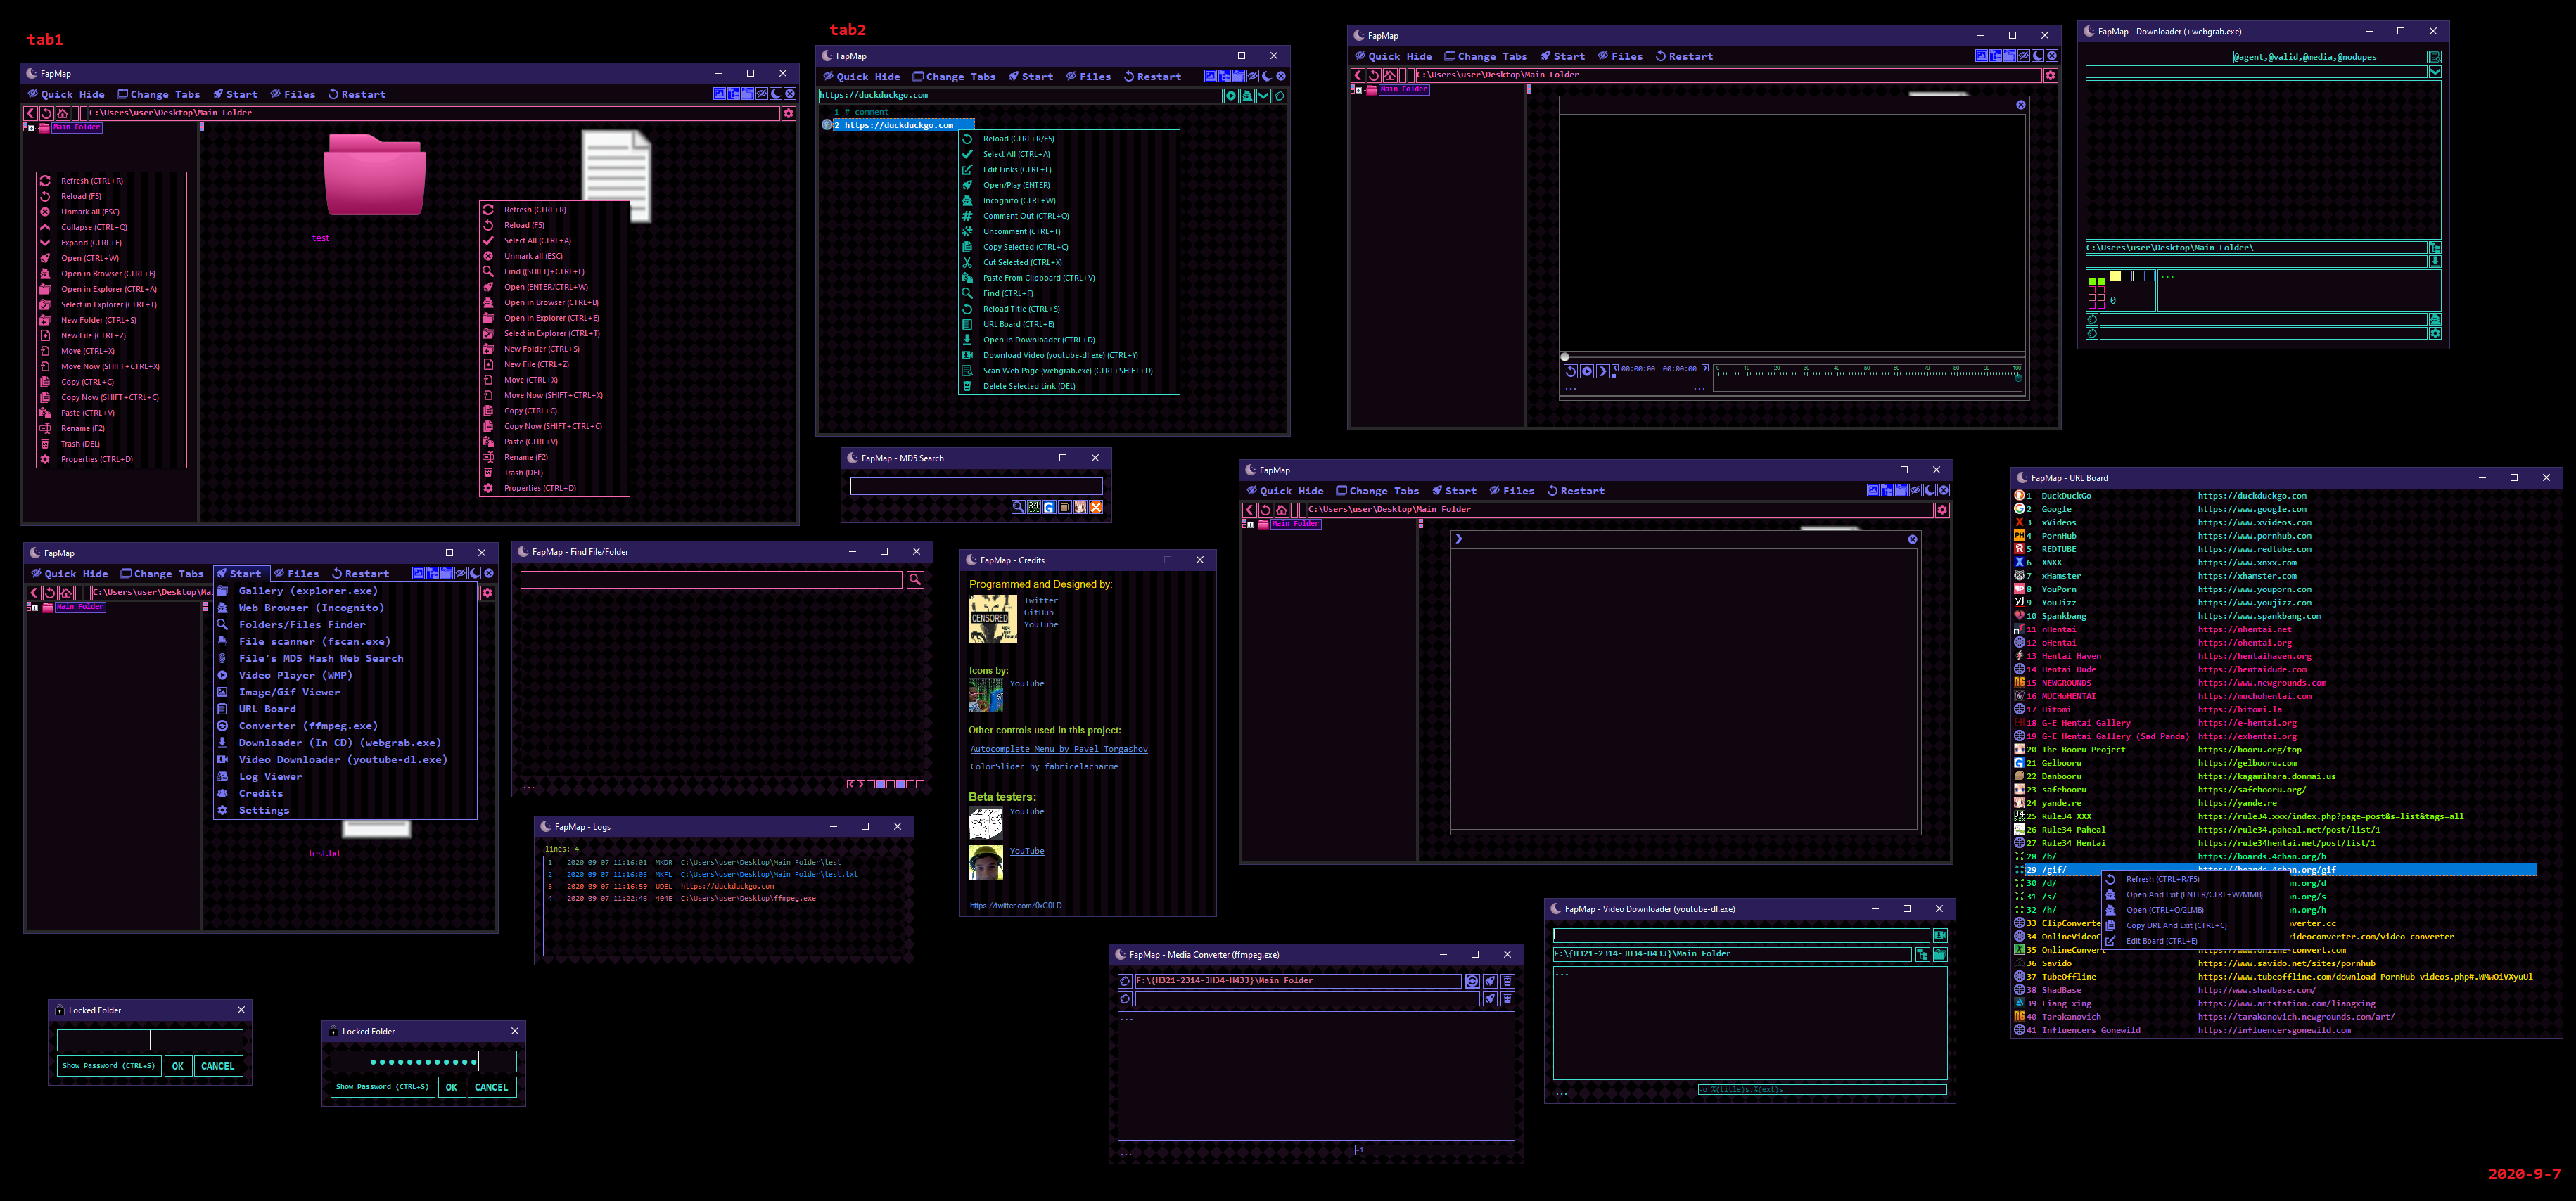 tab1
FapMap
Quick Hide Change Tabs Start Files Restart
C:\Users\user\Desktop\Main Folder
Main Folder
test
Refresh (CTRL+R)
Reload (F5)
Unmark all (ESC)
Collapse (CTRL+Q)
Expand (CTRL+E)
Open (CTRL+W)
Open in Browser (CTRL+B)
Open in Explorer (CTRL+A)
Select in Explorer (CTRL+T)
New Folder (CTRL+S)
New File (CTRL+Z)
Move (CTRL+X)
Move Now (SHIFT+CTRL+X)
Copy (CTRL+C)
Copy Now (SHIFT+CTRL+C)
Paste (CTRL+V)
Rename (F2)
Trash (DEL)
Properties (CTRL+D)
Refresh (CTRL+R)
Reload (F5)
Select All (CTRL+A)
Unmark all (ESC)
Find ((SHIFT)+CTRL+F)
Open (ENTER/CTRL+W)
Open in Browser (CTRL+B)
Open in Explorer (CTRL+E)
Select in Explorer (CTRL+T)
New Folder (CTRL+S)
New File (CTRL+Z)
Move (CTRL+X)
Move Now (SHIFT+CTRL+X)
Copy (CTRL+C)
Copy Now (SHIFT+CTRL+C)
Paste (CTRL+V)
Rename (F2)
Trash (DEL)
Properties (CTRL+D)
tab2
FapMap
Quick Hide Change Tabs Start Files Restart
https://duckduckgo.com
1 # comment
2 https://duckduckgo.com
Reload (CTRL+R/F5)
Select All (CTRL+A)
Edit Links (CTRL+E)
Open/Play (ENTER)
Incognito (CTRL+W)
Comment Out (CTRL+Q)
Uncomment (CTRL+T)
Copy Selected (CTRL+C)
Cut Selected (CTRL+X)
Paste From Clipboard (CTRL+V)
Find (CTRL+F)
Reload Title (CTRL+S)
URL Board (CTRL+B)
Open in Downloader (CTRL+D)
Download Video (youtube-dl.exe) (CTRL+Y)
Scan Web Page (webgrab.exe) (CTRL+SHIFT+D)
Delete Selected Link (DEL)
FapMap
Quick Hide Change Tabs Start Files Restart
C:\Users\user\Desktop\Main Folder
Main Folder
00:00:00 00:00:00
0 10 20 30 40 50 60 70 80 90 100
... ...
FapMap - Downloader (+webgrab.exe)
@agent,@valid,@media,@nodupes
C:\Users\user\Desktop\Main Folder\
...
0
FapMap - MD5 Search
FapMap
Quick Hide Change Tabs Start Files Restart
C:\Users\user\Desktop\Ma
Main Folder
Gallery (explorer.exe)
Web Browser (Incognito)
Folders/Files Finder
File scanner (fscan.exe)
File's MD5 Hash Web Search
Video Player (WMP)
Image/Gif Viewer
URL Board
Converter (ffmpeg.exe)
Downloader (In CD) (webgrab.exe)
Video Downloader (youtube-dl.exe)
Log Viewer
Credits
Settings
test.txt
FapMap - Find File/Folder
...
FapMap - Logs
lines: 4
1 2020-09-07 11:16:01 MKDR C:\Users\user\Desktop\Main Folder\test
2 2020-09-07 11:16:05 MKFL C:\Users\user\Desktop\Main Folder\test.txt
3 2020-09-07 11:16:59 UDEL https://duckduckgo.com
4 2020-09-07 11:22:46 404E C:\Users\user\Desktop\ffmpeg.exe
FapMap - Credits
Programmed and Designed by:
CENSORED
Twitter
GitHub
YouTube
Icons by:
YouTube
Other controls used in this project:
Autocomplete Menu by Pavel Torgashov
ColorSlider by fabricelacharme
Beta testers:
YouTube
YouTube
https://twitter.com/0xC0LD
FapMap
Quick Hide Change Tabs Start Files Restart
C:\Users\user\Desktop\Main Folder
Main Folder
FapMap - URL Board
1 DuckDuckGo https://duckduckgo.com
2 Google https://www.google.com
3 xVideos https://www.xvideos.com
4 PornHub https://www.pornhub.com
5 REDTUBE https://www.redtube.com
6 XNXX https://www.xnxx.com
7 xHamster https://xhamster.com
8 YouPorn https://www.youporn.com
9 YouJizz https://www.youjizz.com
10 Spankbang https://www.spankbang.com
11 nHentai https://nhentai.net
12 oHentai https://ohentai.org
13 Hentai Haven https://hentaihaven.org
14 Hentai Dude https://hentaidude.com
15 NEWGROUNDS https://www.newgrounds.com
16 MUCHoHENTAI https://muchohentai.com
17 Hitomi https://hitomi.la
18 G-E Hentai Gallery https://e-hentai.org
19 G-E Hentai Gallery (Sad Panda) https://exhentai.org
20 The Booru Project https://booru.org/top
21 Gelbooru https://gelbooru.com
22 Danbooru https://kagamihara.donmai.us
23 safebooru https://safebooru.org/
24 yande.re https://yande.re
25 Rule34 XXX https://rule34.xxx/index.php?page=post&s=list&tags=all
26 Rule34 Paheal https://rule34.paheal.net/post/list/1
27 Rule34 Hentai https://rule34hentai.net/post/list/1
28 /b/ https://boards.4chan.org/b
29 /gif/ https://boards.4chan.org/gif
30 /d/ n.org/d
31 /s/ n.org/s
32 /h/ n.org/h
33 ClipConverte onverter.cc
34 OnlineVideoC videoconverter.com/video-converter
35 OnlineConvert https://www.online-convert.com
36 Savido https://www.savido.net/sites/pornhub
37 TubeOffline https://www.tubeoffline.com/download-PornHub-videos.php#.WMwOiVXyuUl
38 ShadBase http://www.shadbase.com/
39 Liang xing https://www.artstation.com/liangxing
40 Tarakanovich https://tarakanovich.newgrounds.com/art/
41 Influencers Gonewild https://influencersgonewild.com
Refresh (CTRL+R/F5)
Open And Exit (ENTER/CTRL+W/MMB)
Open (CTRL+Q/2LMB)
Copy URL And Exit (CTRL+C)
Edit Board (CTRL+E)
FapMap - Media Converter (ffmpeg.exe)
F:\{H321-2314-JH34-H43J}\Main Folder
...
...
-i
FapMap - Video Downloader (youtube-dl.exe)
F:\{H321-2314-JH34-H43J}\Main Folder
...
...
-o %(title)s.%(ext)s
Locked Folder
Show Password (CTRL+S) OK CANCEL
Locked Folder
Show Password (CTRL+S) OK CANCEL
2020-9-7